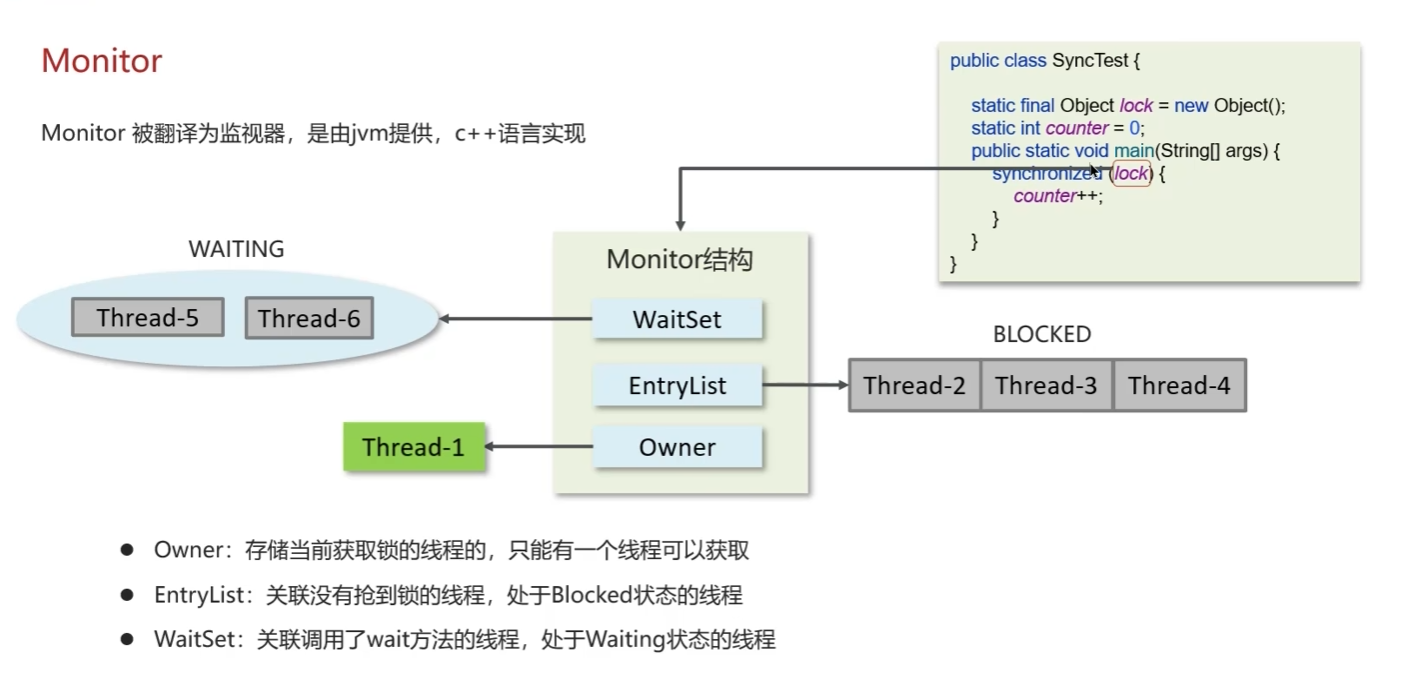 Monitor
Monitor 被翻译为监视器，是由jvm提供，c++语言实现
public class SyncTest {
static final Object lock = new Object();
static int counter = 0;
public static void main(String[] args) {
synchronized (lock) {
counter++;
}
}
}
WAITING
Thread-5
Thread-6
Monitor结构
WaitSet
EntryList
Owner
BLOCKED
Thread-2
Thread-3
Thread-4
Thread-1
● Owner：存储当前获取锁的线程的，只能有一个线程可以获取
● EntryList：关联没有抢到锁的线程，处于Blocked状态的线程
● WaitSet：关联调用了wait方法的线程，处于Waiting状态的线程